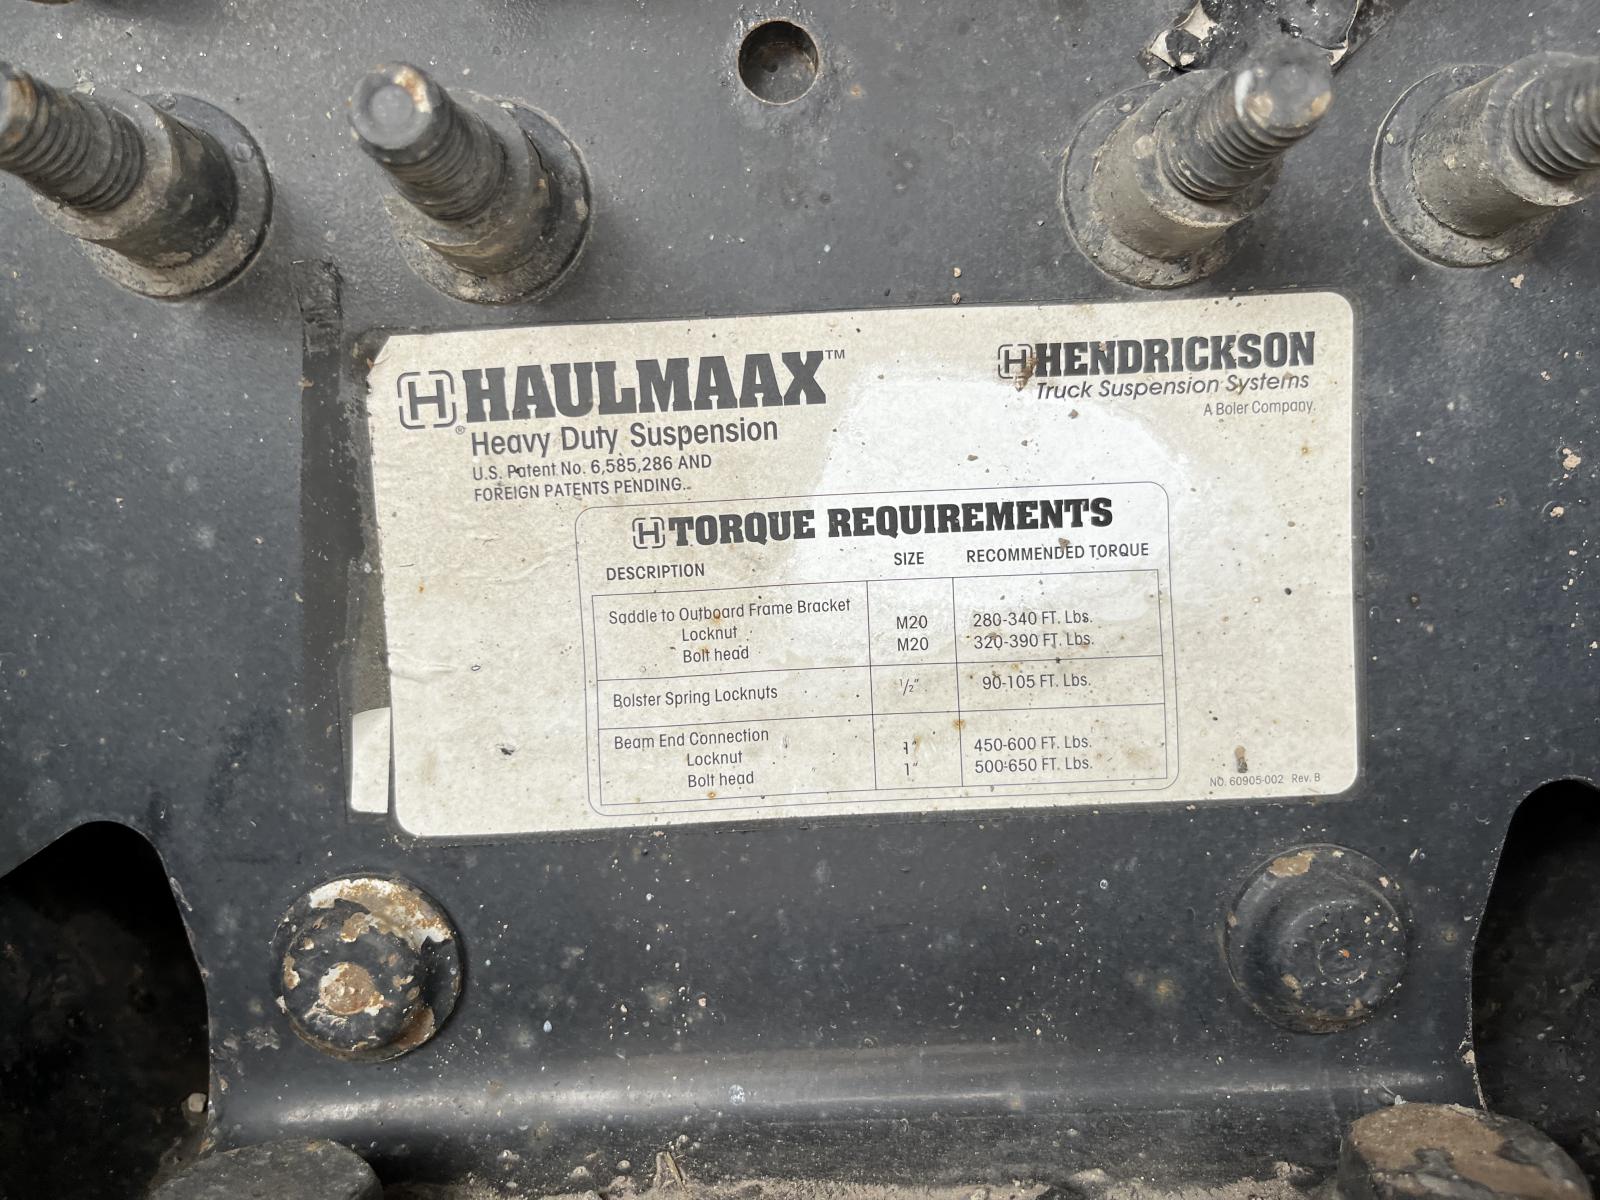 H HAULMAAX™
®
Heavy Duty Suspension
U.S. Patent No. 6,585,286 AND
FOREIGN PATENTS PENDING.
H HENDRICKSON
Truck Suspension Systems
A Boler Company.
H TORQUE REQUIREMENTS
DESCRIPTION SIZE RECOMMENDED TORQUE
Saddle to Outboard Frame Bracket
Locknut M20 280-340 FT. Lbs.
Bolt head M20 320-390 FT. Lbs.
Bolster Spring Locknuts 1/2" 90-105 FT. Lbs.
Beam End Connection
Locknut 1" 450-600 FT. Lbs.
Bolt head 1" 500-650 FT. Lbs.
NO. 60905-002 Rev. B